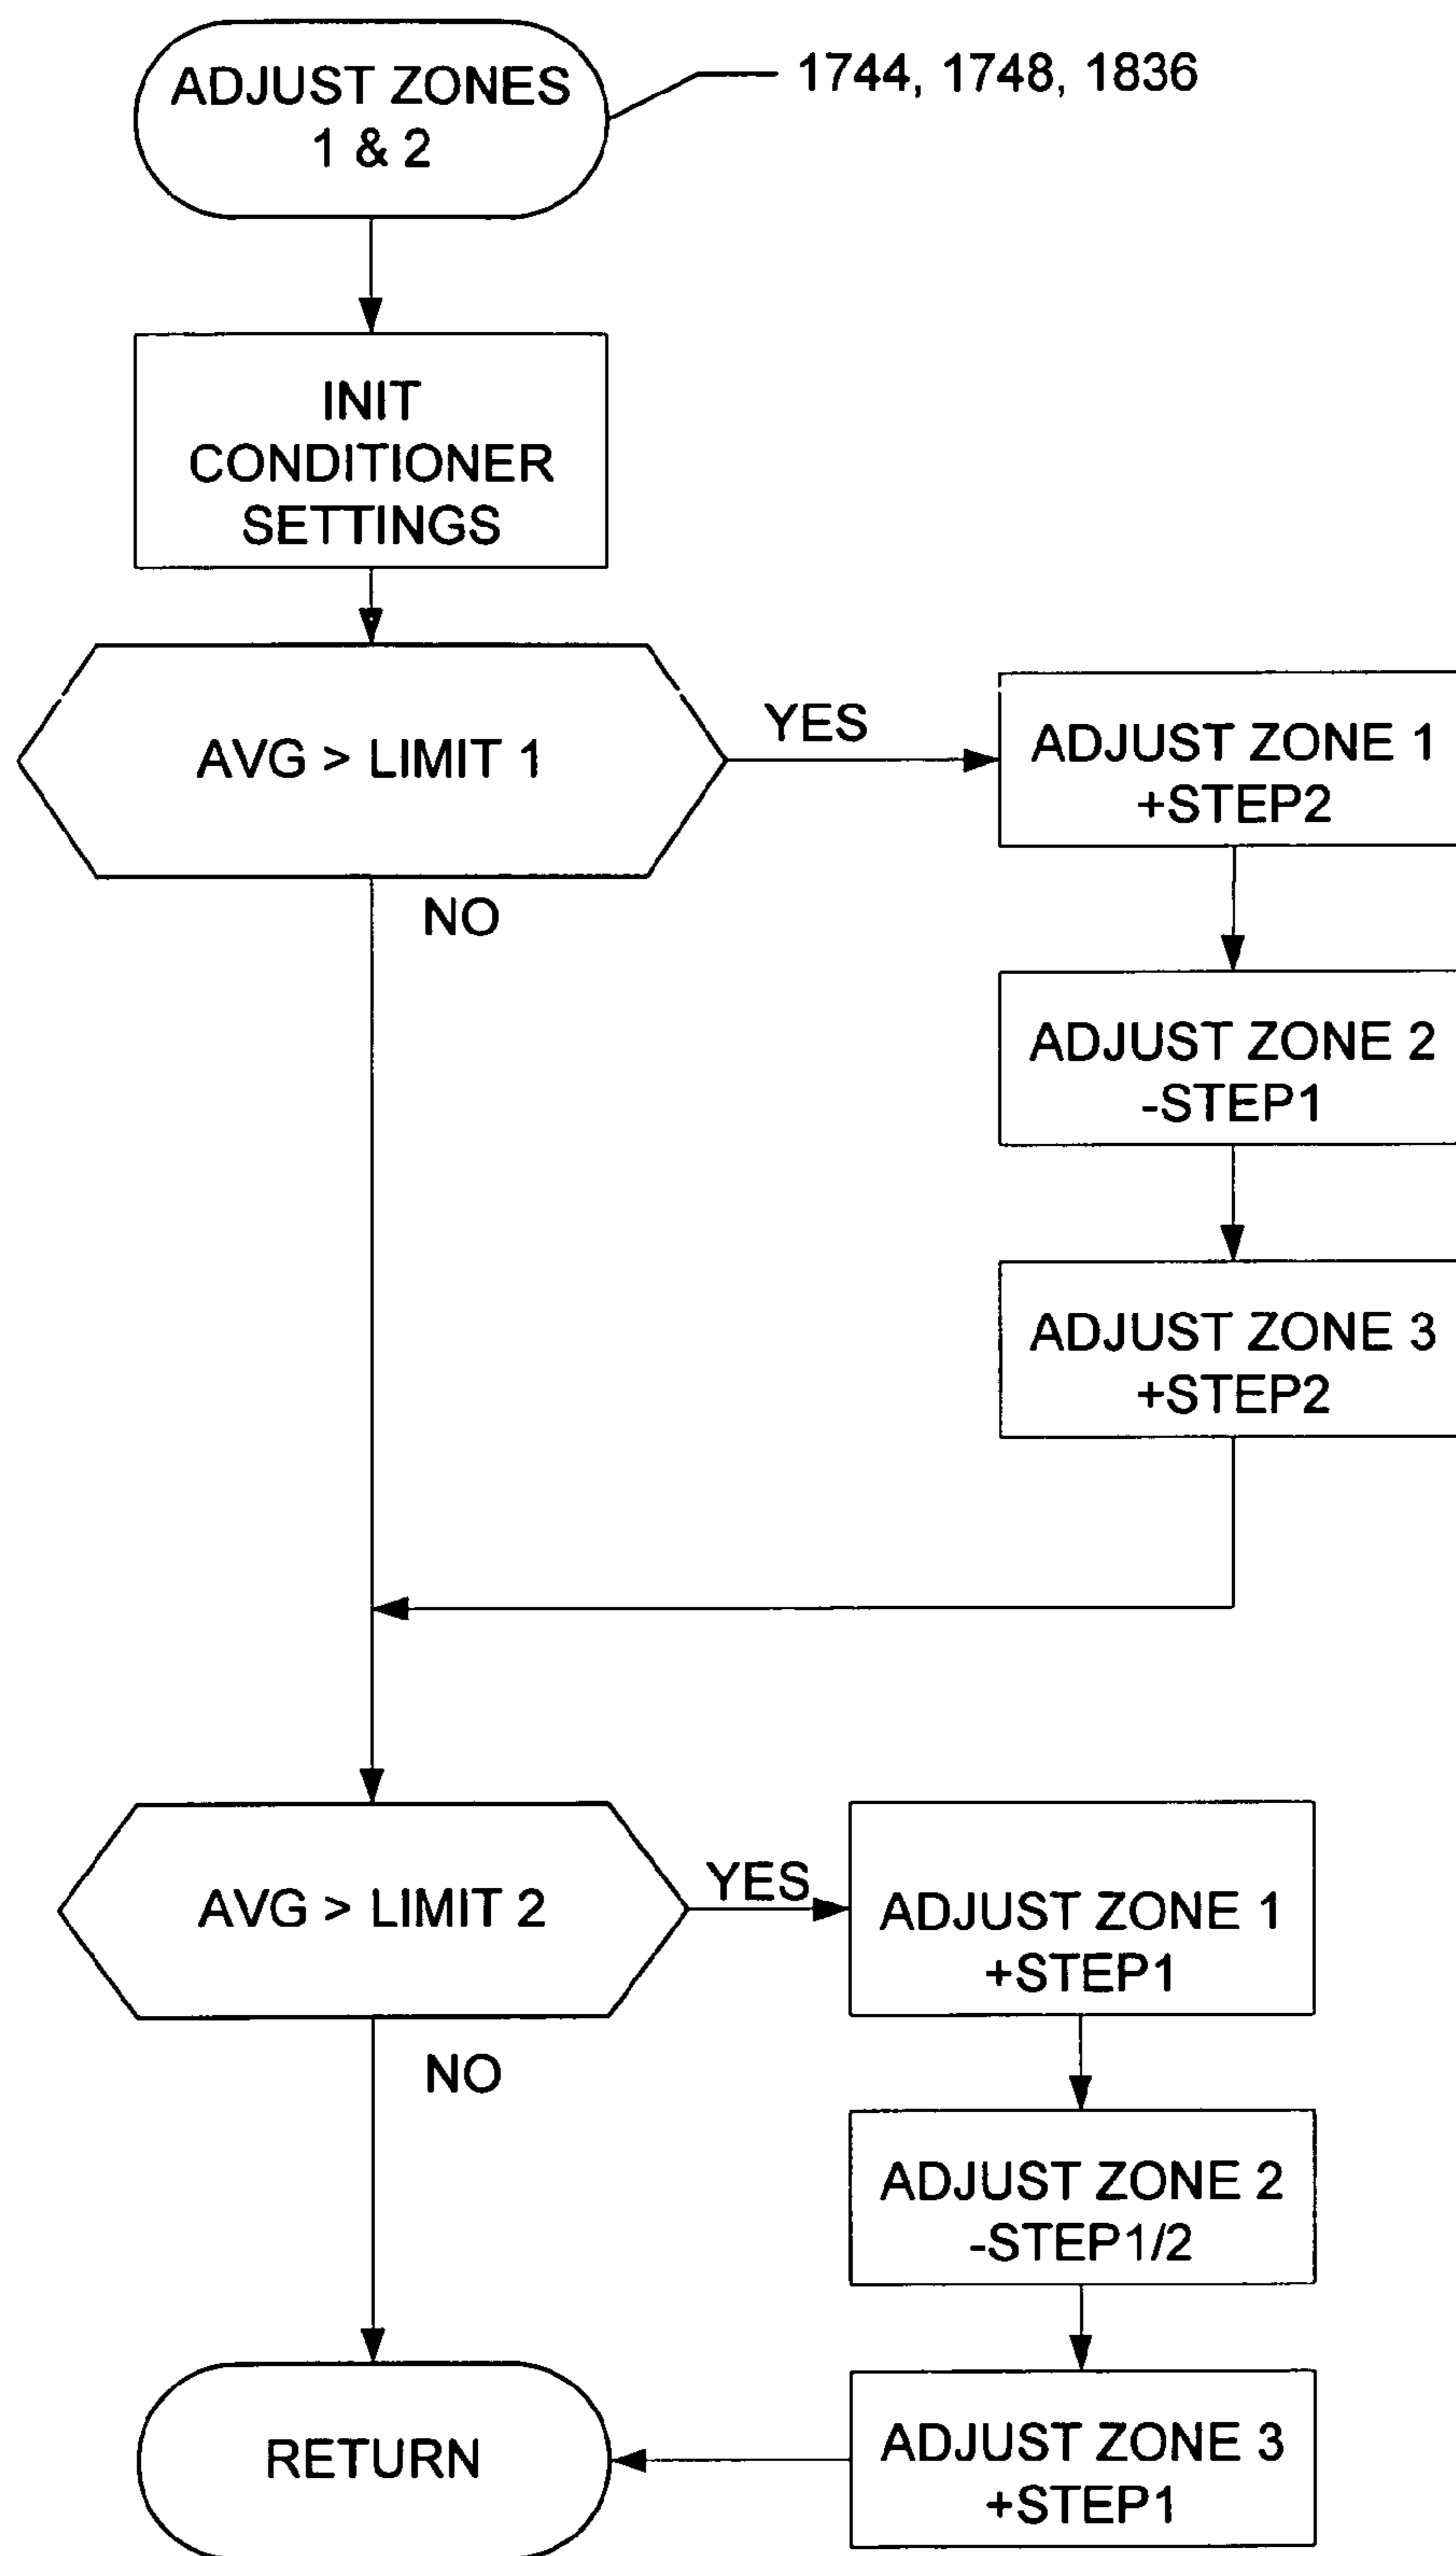 ADJUST ZONES
1 & 2
1744, 1748, 1836
INIT
CONDITIONER
SETTINGS
AVG > LIMIT 1
YES
ADJUST ZONE 1
+STEP2
NO
ADJUST ZONE 2
-STEP1
ADJUST ZONE 3
+STEP2
AVG > LIMIT 2
YES
ADJUST ZONE 1
+STEP1
NO
ADJUST ZONE 2
-STEP1/2
ADJUST ZONE 3
+STEP1
RETURN